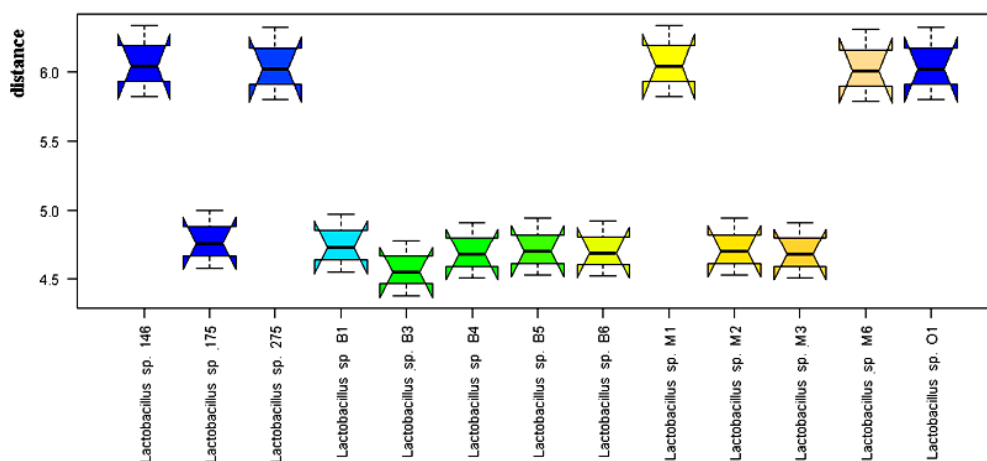 distance
6.0
5.5
5.0
4.5
Lactobacillus sp. 146
Lactobacillus sp. 175
Lactobacillus sp. 275
Lactobacillus sp. B1
Lactobacillus sp. B3
Lactobacillus sp. B4
Lactobacillus sp. B5
Lactobacillus sp. B6
Lactobacillus sp. M1
Lactobacillus sp. M2
Lactobacillus sp. M3
Lactobacillus sp. M6
Lactobacillus sp. O1